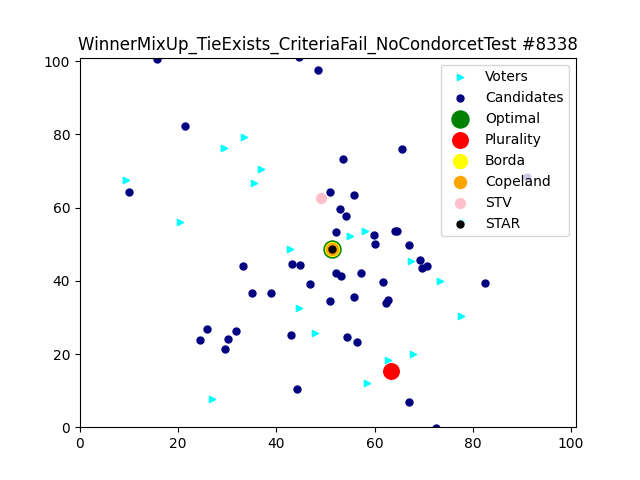 WinnerMixUp_TieExists_CriteriaFail_NoCondorcetTest #8338
100
80
60
40
20
0
0
20
40
60
80
100
Voters
Candidates
Optimal
Plurality
Borda
Copeland
STV
STAR